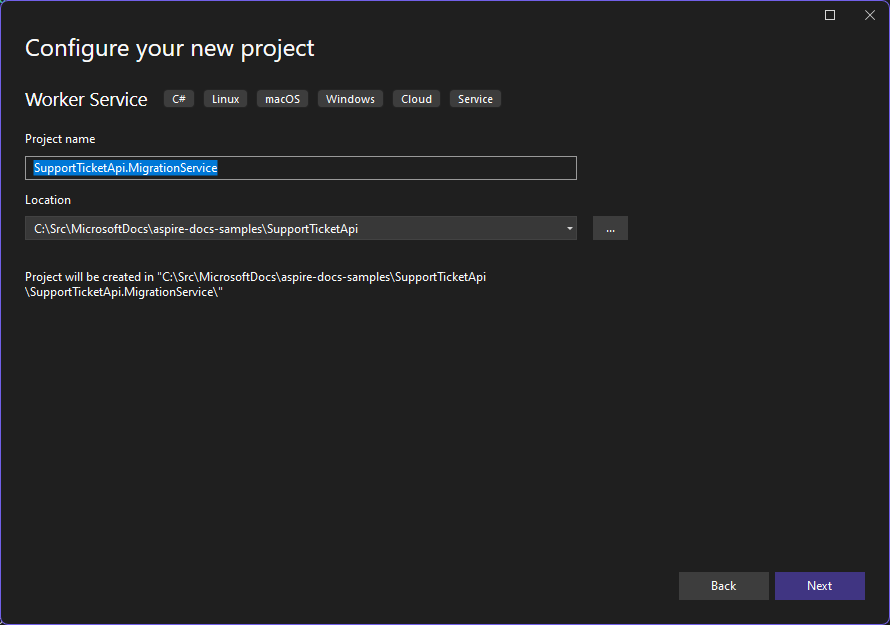 Configure your new project
Worker Service C# Linux macOS Windows Cloud Service
Project name
SupportTicketApi.MigrationService
Location
C:\Src\MicrosoftDocs\aspire-docs-samples\SupportTicketApi ...
Project will be created in "C:\Src\MicrosoftDocs\aspire-docs-samples\SupportTicketApi
\SupportTicketApi.MigrationService\"
Back Next